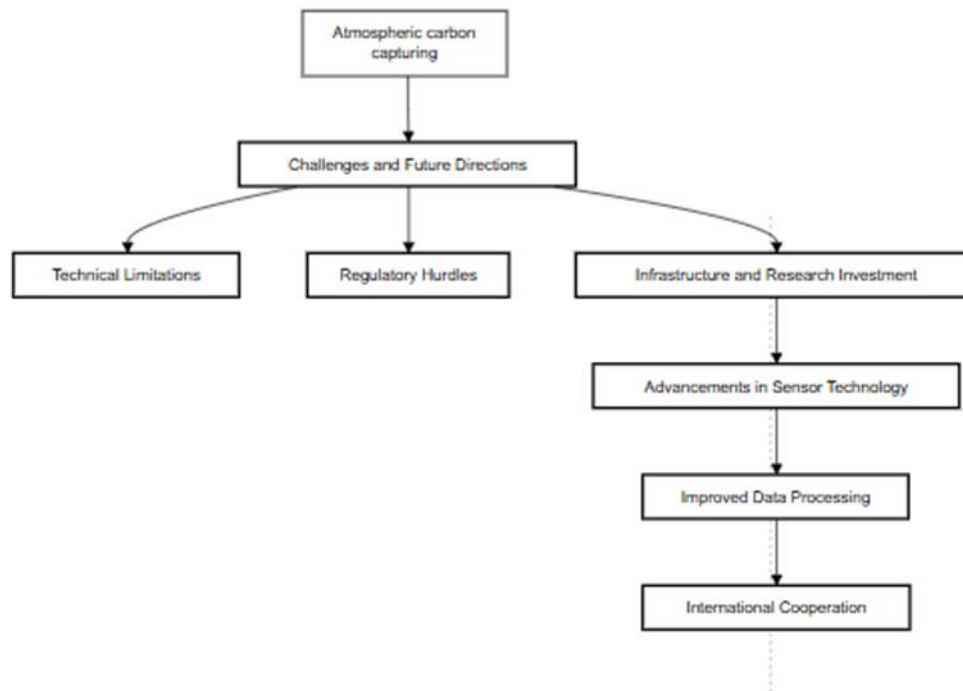 Atmospheric carbon
capturing
Challenges and Future Directions
Technical Limitations
Regulatory Hurdles
Infrastructure and Research Investment
Advancements in Sensor Technology
Improved Data Processing
International Cooperation